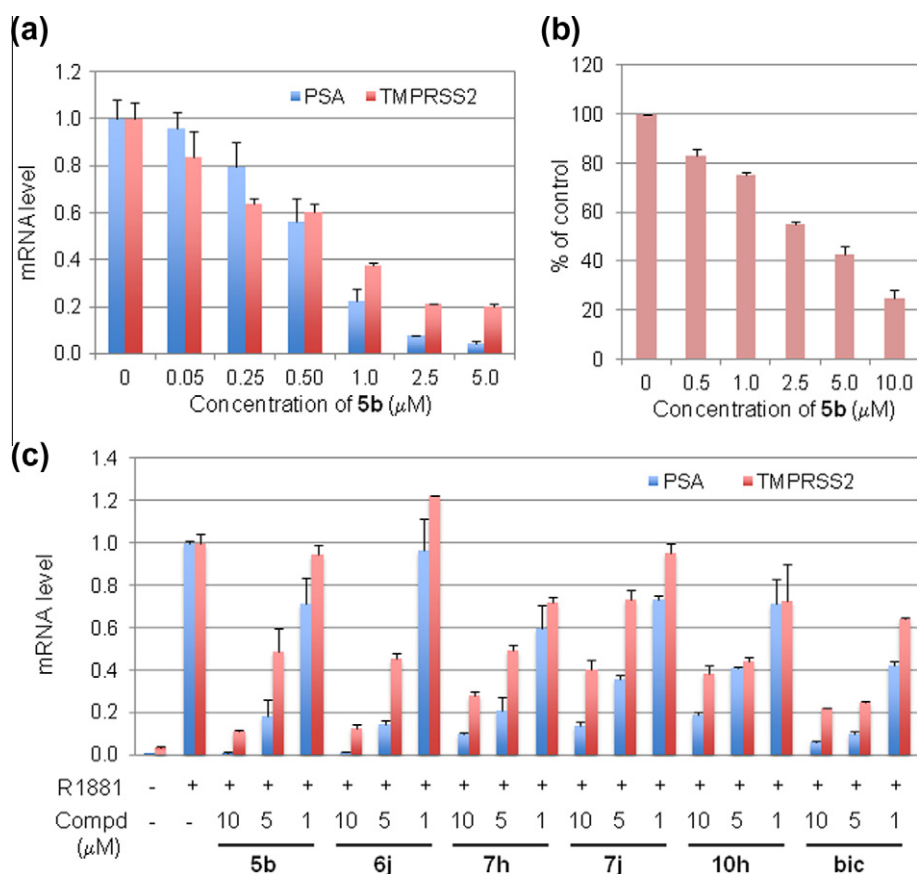 (a)
1.2
1.0
0.8
0.6
0.4
0.2
0.0
mRNA level
PSA TMPRSS2
0 0.05 0.25 0.50 1.0 2.5 5.0
Concentration of 5b (μM)
(b)
120
100
80
60
40
20
0
% of control
0 0.5 1.0 2.5 5.0 10.0
Concentration of 5b (μM)
(c)
1.4
1.2
1.0
0.8
0.6
0.4
0.2
0.0
mRNA level
PSA TMPRSS2
R1881 - + + + + + + + + + + + + + + + + + + +
Compd - - 10 5 1 10 5 1 10 5 1 10 5 1 10 5 1 10 5 1
(μM)
5b 6j 7h 7j 10h bic